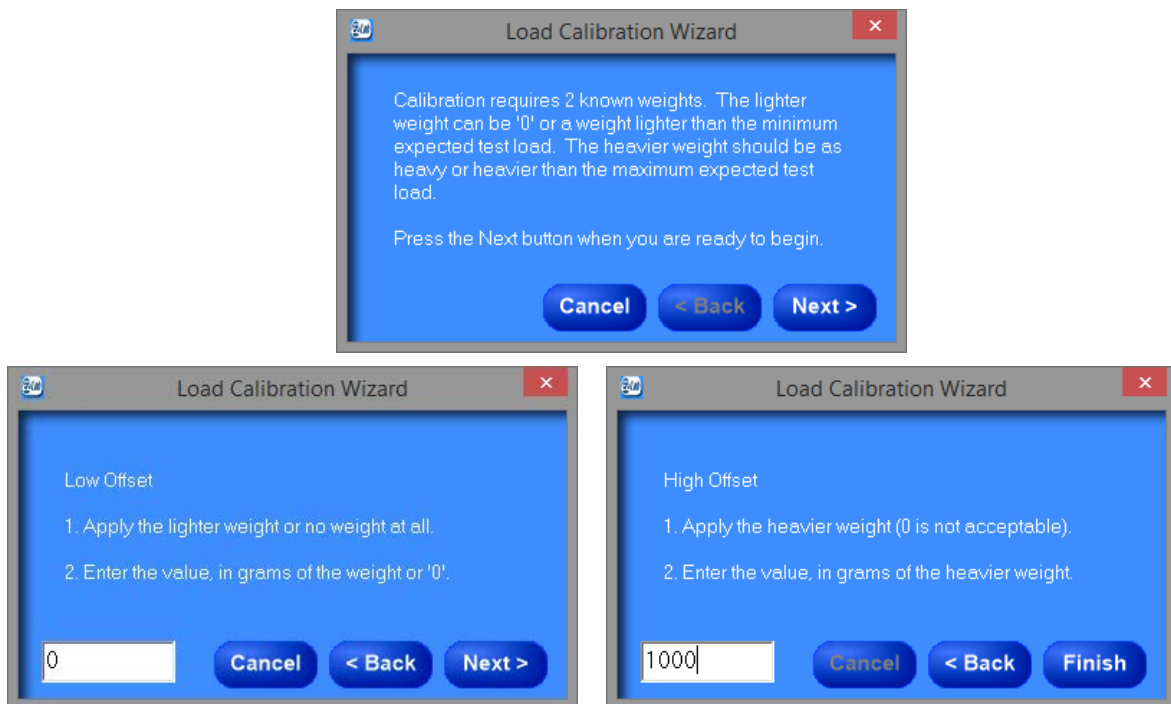 Load Calibration Wizard
Calibration requires 2 known weights. The lighter
weight can be '0' or a weight lighter than the minimum
expected test load. The heavier weight should be as
heavy or heavier than the maximum expected test
load.
Press the Next button when you are ready to begin.
Cancel < Back Next >
Load Calibration Wizard
Low Offset
1. Apply the lighter weight or no weight at all.
2. Enter the value, in grams of the weight or '0'.
0 Cancel < Back Next >
Load Calibration Wizard
High Offset
1. Apply the heavier weight (0 is not acceptable).
2. Enter the value, in grams of the heavier weight.
1000 Cancel < Back Finish